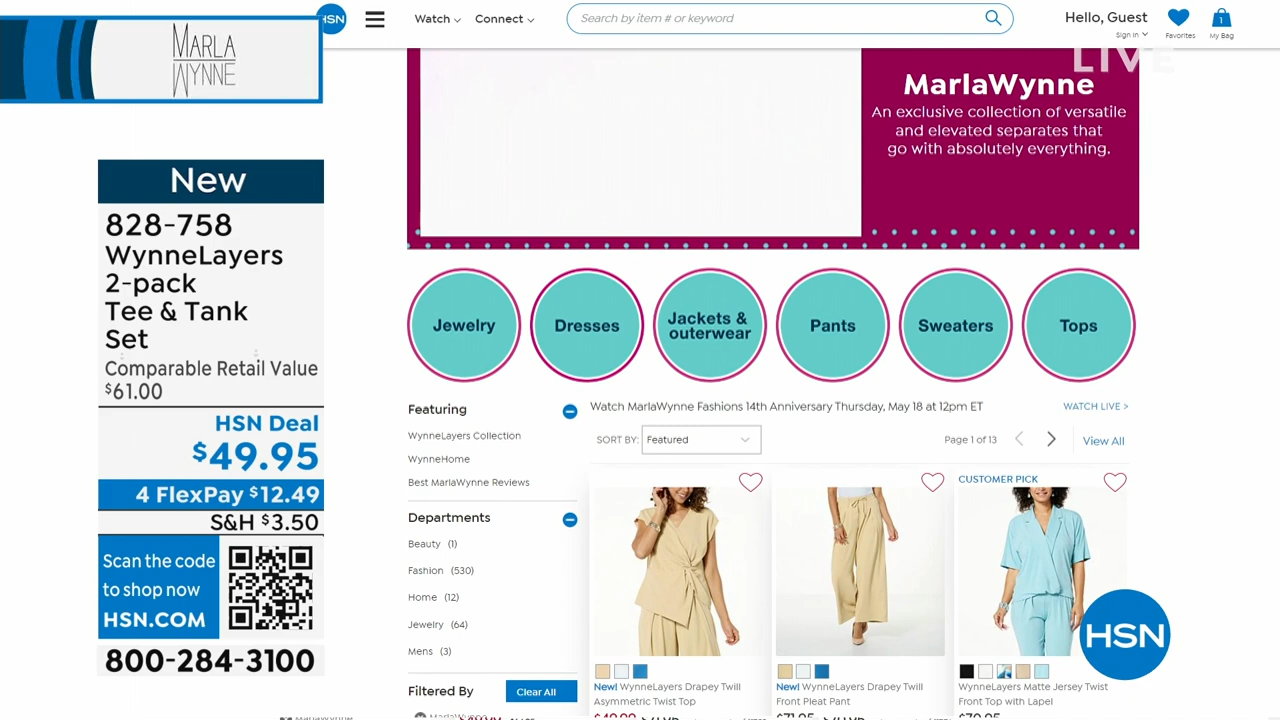 HSN
Watch
Connect
Search by item # or keyword
Hello, Guest
Sign In
Favorites
1
My Bag
LIVE
MARLA
WYNNE
MarlaWynne
An exclusive collection of versatile
and elevated separates that
go with absolutely everything.
New
828-758
WynneLayers
2-pack
Tee & Tank
Set
Comparable Retail Value
$61.00
HSN Deal
$49.95
4 FlexPay $12.49
S&H $3.50
Scan the code
to shop now
HSN.COM
800-284-3100
Jewelry
Dresses
Jackets &
outerwear
Pants
Sweaters
Tops
Featuring
WynneLayers Collection
WynneHome
Best MarlaWynne Reviews
Departments
Beauty (1)
Fashion (530)
Home (12)
Jewelry (64)
Mens (3)
Filtered By
Clear All
Watch MarlaWynne Fashions 14th Anniversary Thursday, May 18 at 12pm ET
WATCH LIVE >
SORT BY: Featured
Page 1 of 13
View All
CUSTOMER PICK
New! WynneLayers Drapey Twill
Asymmetric Twist Top
New! WynneLayers Drapey Twill
Front Pleat Pant
WynneLayers Matte Jersey Twist
Front Top with Lapel
HSN